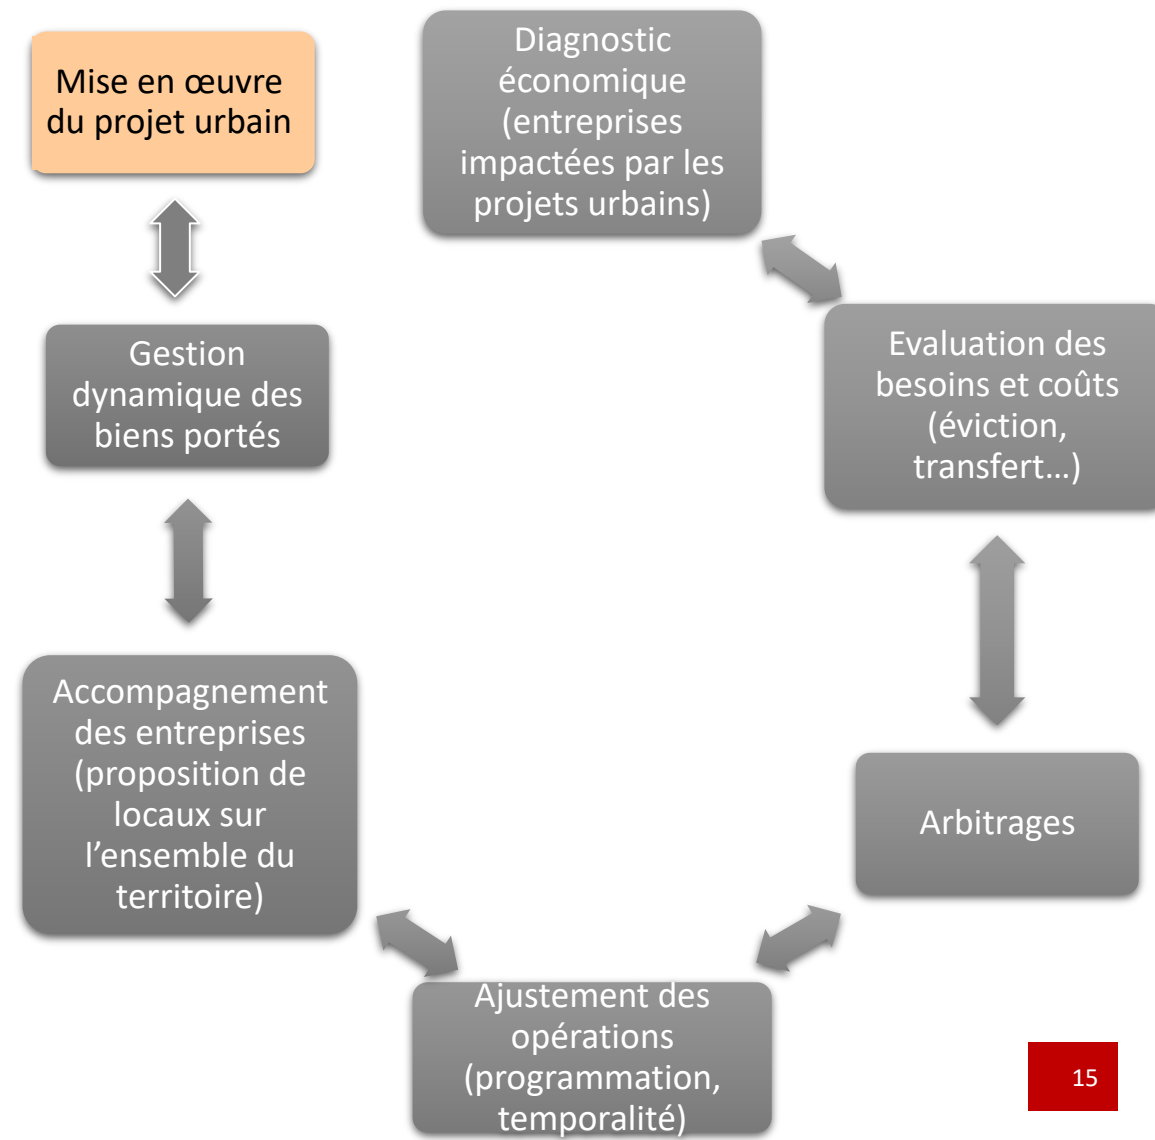 Mise en œuvre
du projet urbain
Diagnostic
économique
(entreprises
impactées par les
projets urbains)
Evaluation des
besoins et coûts
(éviction,
transfert…)
Arbitrages
Ajustement des
opérations
(programmation,
temporalité)
Accompagnement
des entreprises
(proposition de
locaux sur
l’ensemble du
territoire)
Gestion
dynamique des
biens portés
15